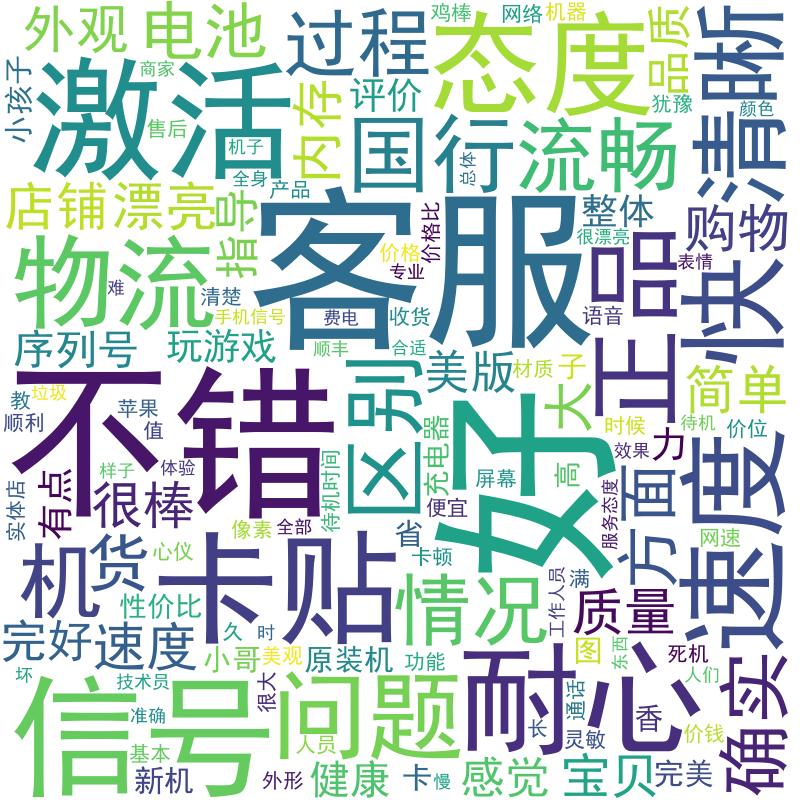 外观
电池
过程
鸡棒
网络
机器
态度
品质
清晰
小孩子
激活
商家
售后
机子
内存
评价
犹豫
颜色
国行
流畅
总体
店铺
漂亮
全身
产品
指导
客服
价格比
整体
很漂亮
购物
物流
难
清楚
手机信号
价格
专业
费电
收货
语音
正品
表情
快
序列号
玩游戏
顺丰
合适
美版
材质
子
简单
不错
教
垃圾
顺利
苹果
值
区别
好
大
时候
待机
价位
力
效果
样子
体验
充电器
屏幕
高
服务态度
方面
速度
实体店
有点
很棒
像素
全部
待机时间
便宜
省
卡顿
网速
机
货
心仪
卡贴
情况
工作人员
满
质量
性价比
久
时
完好
速度
小哥
美观
原装机
功能
耐心
图
东西
死机
人们
确实
坏
信号
技术员
准确
基本
新机
很大
外形
问题
人员
健康
卡
慢
感觉
长
通话
灵敏
宝贝
香
价钱
完美